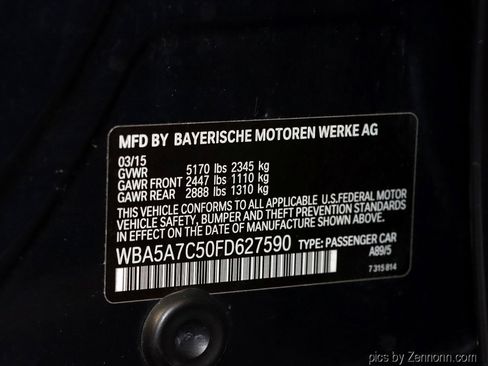 MFD BY BAYERISCHE MOTOREN WERKE AG
03/15
GVWR 5170 lbs 2345 kg
GAWR FRONT 2447 lbs 1110 kg
GAWR REAR 2888 lbs 1310 kg
THIS VEHICLE CONFORMS TO ALL APPLICABLE U.S.FEDERAL MOTOR
VEHICLE SAFETY, BUMPER, AND THEFT PREVENTION STANDARDS
IN EFFECT ON THE DATE OF MANUFACTURE SHOWN ABOVE.
WBA5A7C50FD627590 TYPE: PASSENGER CAR
A89/5
7 315 814
pics by Zennorin.com